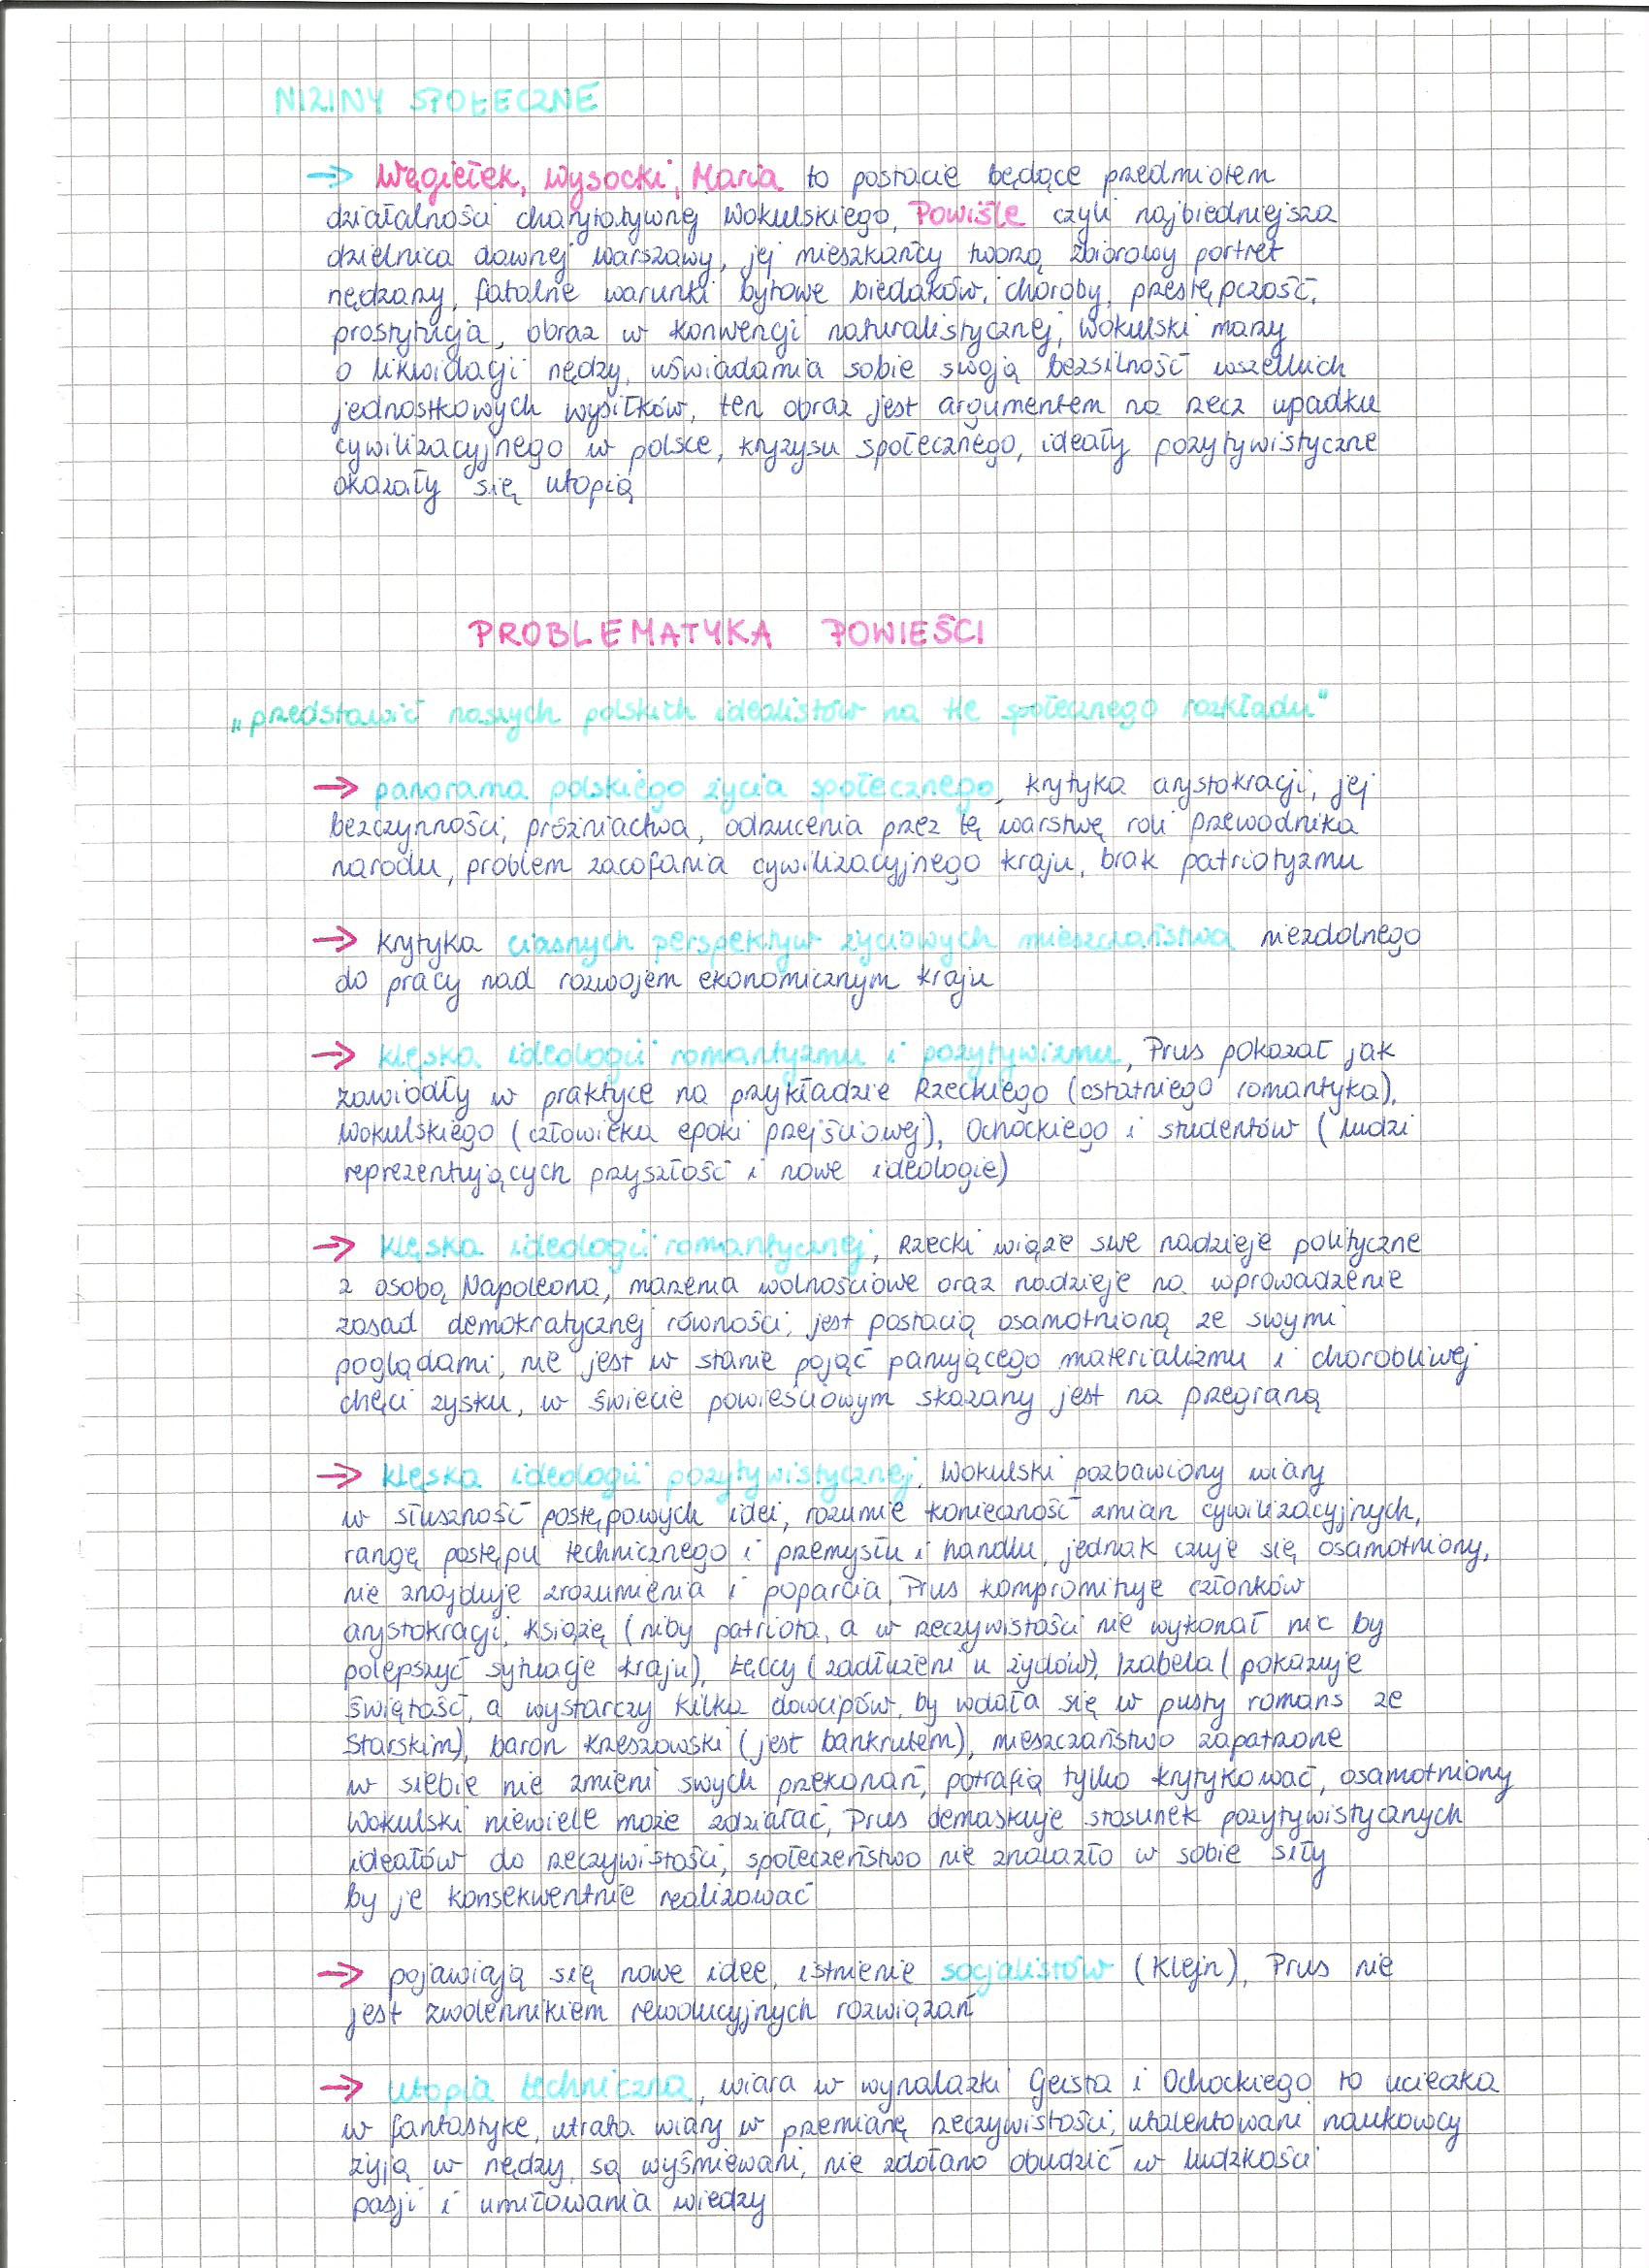 NIZINY SPOŁECZNE
→ Węgiełek, Wysocki, Maria to postacie będące przedmiotem
działalności charytatywnej Wokulskiego, Powiśle czyli najbiedniejsza
dzielnica dawnej Warszawy, jej mieszkańcy tworzą zbiorowy portret
nędzarzy, fatalne warunki bytowe biedaków, choroby, przestępczość,
prostytucja, obraz w konwencji naturalistycznej, Wokulski marzy
o likwidacji nędzy, uświadamia sobie swoją bezsilność wszelkich
jednostkowych wysiłków, ten obraz jest argumentem na rzecz upadku
cywilizacyjnego w polsce, kryzysu społecznego, ideały pozytywistyczne
okazały się utopią
PROBLEMATYKA POWIEŚCI
„przedstawić naszych polskich idealistów na tle społecznego rozkładu"
→ panorama polskiego życia społecznego, krytyka arystokracji, jej
bezczynności, próżniactwa, odrzucenia przez tę warstwę roli przewodnika
narodu, problem zacofania cywilizacyjnego kraju, brak patriotyzmu
→ krytyka ciasnych perspektyw życiowych mieszczaństwa niezdolnego
do pracy nad rozwojem ekonomicznym kraju
→ klęska ideologii romantyzmu i pozytywizmu, Prus pokazał jak
zawiodły w praktyce na przykładzie Rzeckiego (ostatniego romantyka),
Wokulskiego (człowieka epoki przejściowej), Ochockiego i studentów (ludzi
reprezentujących przyszłość i nowe ideologie)
→ klęska ideologii romantycznej, Rzecki wiąże swe nadzieje polityczne
z osobą Napoleona, marzenia wolnościowe oraz nadzieje na wprowadzenie
zasad demokratycznej równości, jest postacią osamotnioną ze swymi
poglądami, nie jest w stanie pojąć panującego materializmu i chorobliwej
chęci zysku, w świecie powieściowym skazany jest na przegraną
→ klęska ideologii pozytywistycznej, Wokulski pozbawiony wiary
w słuszność postępowych idei, rozumie konieczność zmian cywilizacyjnych,
rangę postępu technicznego i przemysłu i handlu, jednak czuje się osamotniony,
nie znajduje zrozumienia i poparcia, Prus kompromituje członków
arystokracji, Książę (niby patriota, a w rzeczywistości nie wykonał nic by
polepszyć sytuacje kraju), Łęccy (zadłużeni u żydów), Izabela (pokazuje
świętość, a wystarczy kilka dowcipów, by wdała się w pusty romans ze
Starskim), baron Krzeszowski (jest bankrutem), mieszczaństwo zapatrzone
w siebie nie zmieni swych przekonań, potrafią tylko krytykować, osamotniony
Wokulski niewiele może zdziałać, Prus demaskuje stosunek pozytywistycznych
ideałów do rzeczywistości, społeczeństwo nie znalazło w sobie siły
by je konsekwentnie realizować
→ pojawiają się nowe idee, istnienie socjalistów (Klejn), Prus nie
jest zwolennikiem rewolucyjnych rozwiązań
→ utopia techniczna, wiara w wynalazki Geista i Ochockiego to ucieczka
w fantastykę, utrata wiary w przemianę rzeczywistości, utalentowani naukowcy
żyją w nędzy, są wyśmiewani, nie zdołano obudzić w ludzkości
pasji i umiłowania wiedzy